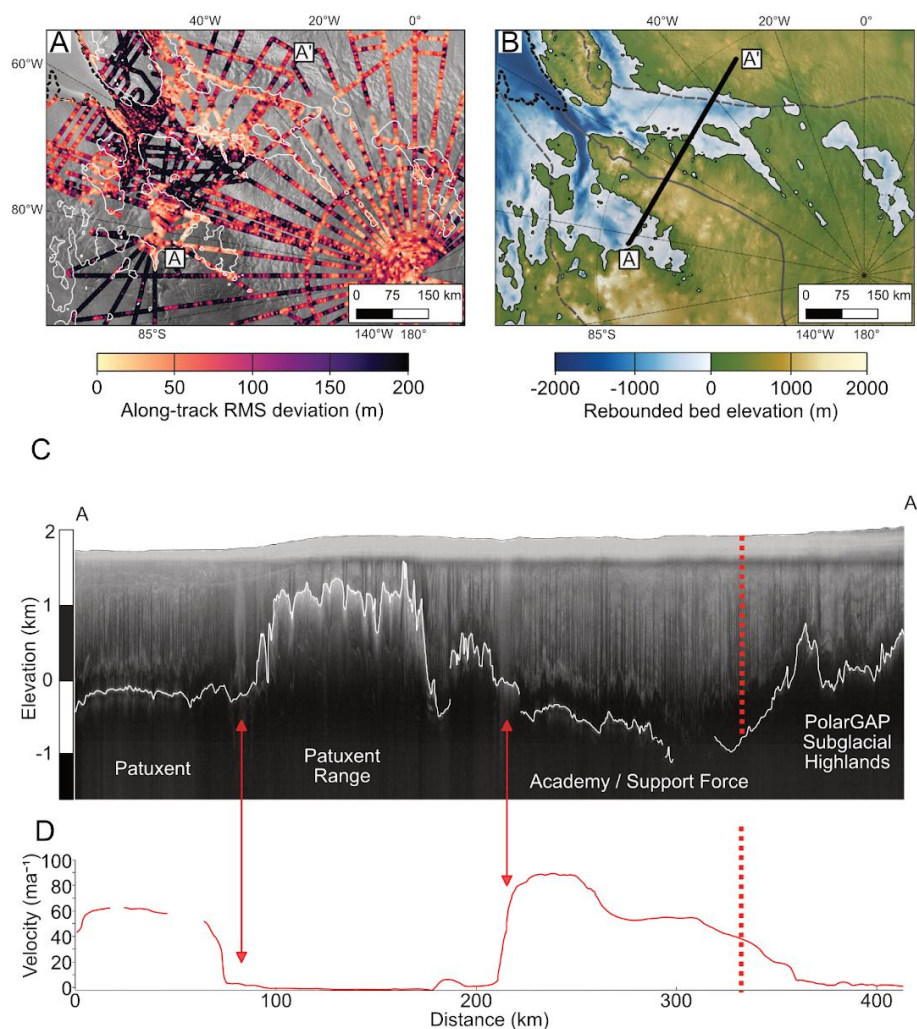 40°W 20°W 0°
40°W 20°W 0°
A
A'
B
A'
60°W
80°W
A
A
0 75 150 km
0 75 150 km
85°S
140°W 180°
85°S
140°W 180°
0 50 100 150 200
Along-track RMS deviation (m)
-2000 -1000 0 1000 2000
Rebounded bed elevation (m)
C
A
A
2
1
0
-1
Elevation (km)
Patuxent
Patuxent
Range
Academy / Support Force
PolarGAP
Subglacial
Highlands
D
100
80
60
40
20
0
Velocity (ma⁻¹)
0 100 200 300 400
Distance (km)